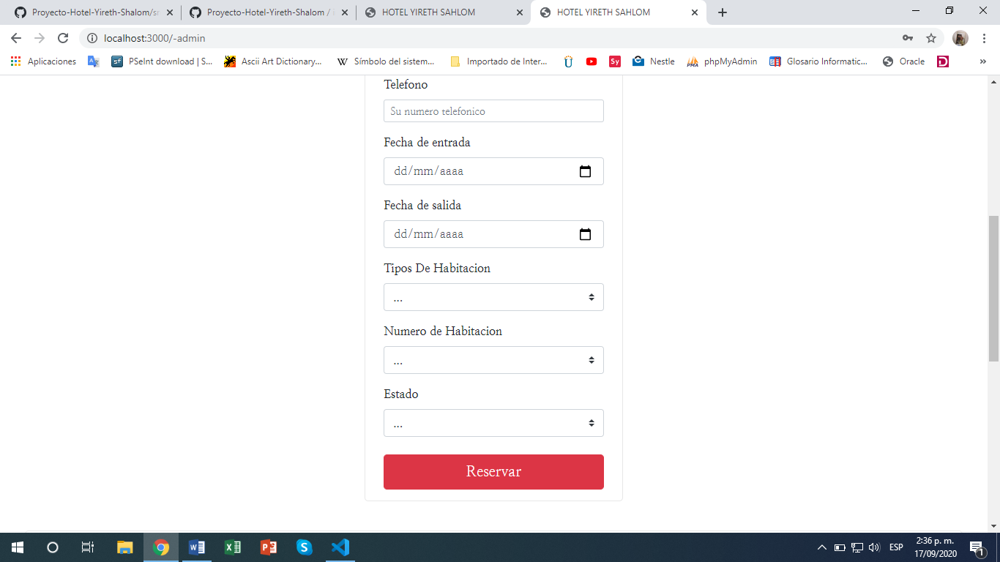 Proyecto-Hotel-Yireth-Shalom/sr
Proyecto-Hotel-Yireth-Shalom /
HOTEL YIRETH SAHLOM
HOTEL YIRETH SAHLOM
localhost:3000/-admin
Aplicaciones
PSeInt download | S...
Ascii Art Dictionary...
W
Símbolo del sistem...
Importado de Inter...
Sy
Nestle
phpMyAdmin
Glosario Informatic...
Oracle
»
Telefono
Su numero telefonico
Fecha de entrada
dd/mm/aaaa
Fecha de salida
dd/mm/aaaa
Tipos De Habitacion
...
Numero de Habitacion
...
Estado
...
Reservar
ESP
2:36 p. m.
17/09/2020
1